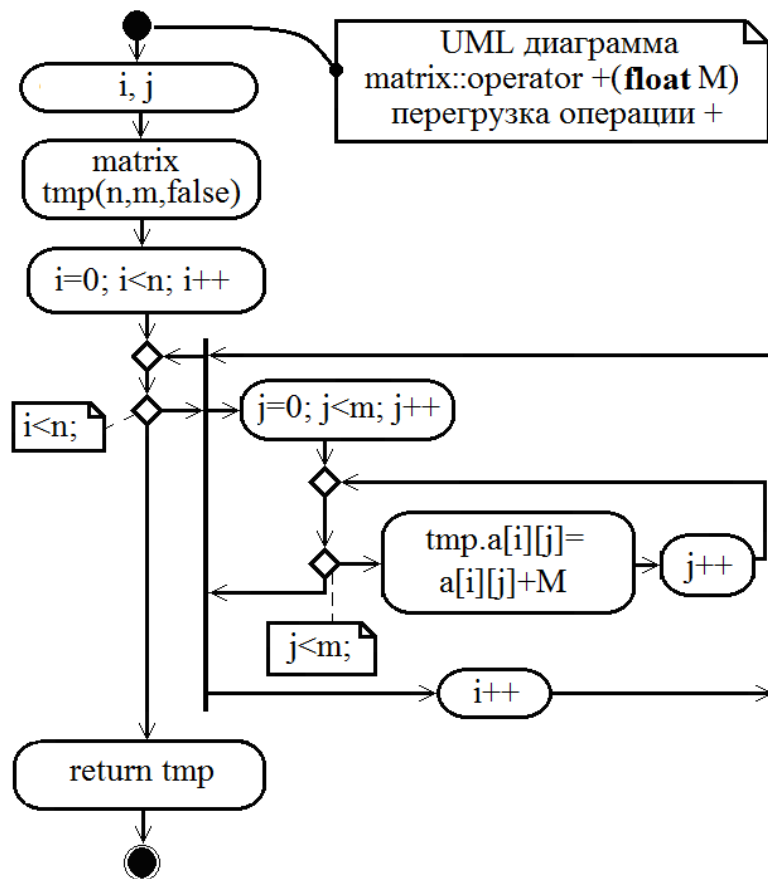 UML диаграмма
matrix::operator +(float M)
перегрузка операции +
i, j
matrix
tmp(n,m,false)
i=0; i<n; i++
i<n;
j=0; j<m; j++
tmp.a[i][j]=
a[i][j]+M
j++
j<m;
i++
return tmp